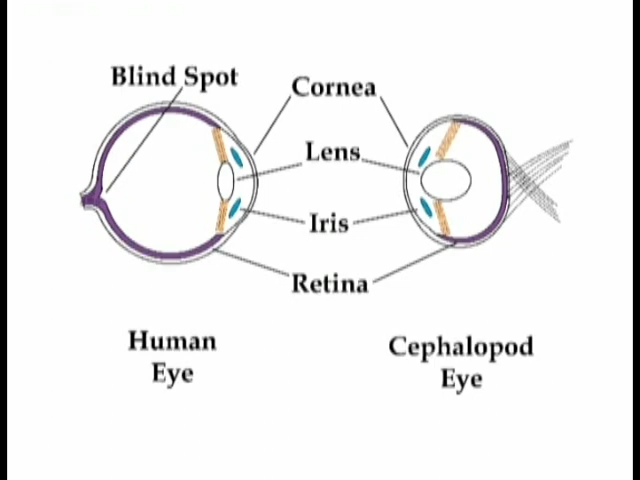 Blind Spot
Cornea
Lens
Iris
Retina
Human
Eye
Cephalopod
Eye